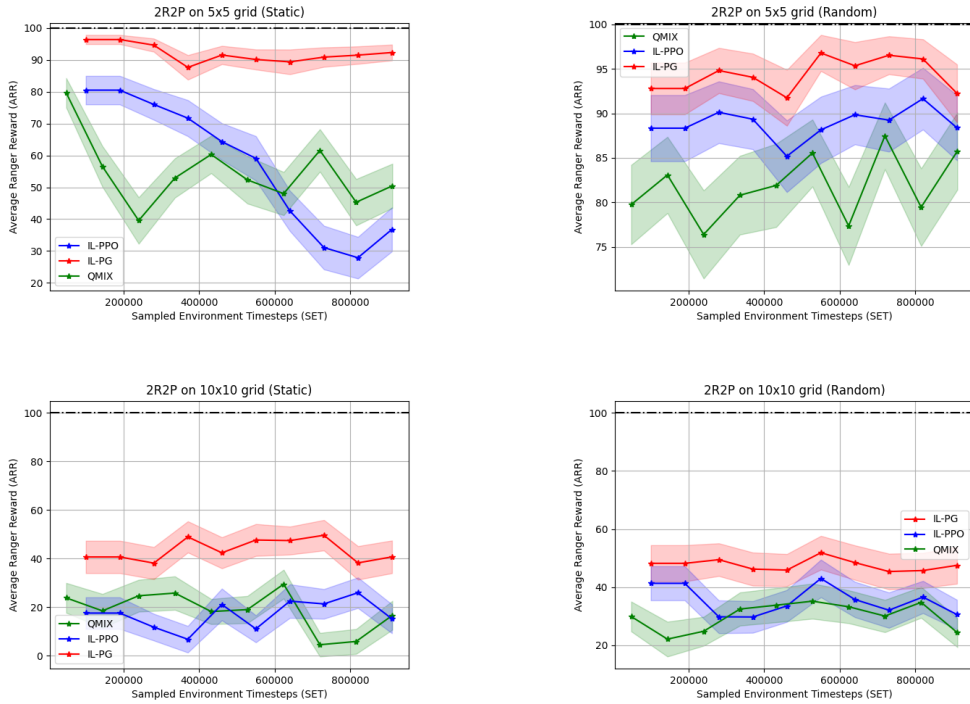 2R2P on 5x5 grid (Static)
100
90
80
70
60
50
40
30
20
Average Ranger Reward (ARR)
IL-PPO
IL-PG
QMIX
200000 400000 600000 800000
Sampled Environment Timesteps (SET)
2R2P on 5x5 grid (Random)
100
95
90
85
80
75
Average Ranger Reward (ARR)
QMIX
IL-PPO
IL-PG
200000 400000 600000 800000
Sampled Environment Timesteps (SET)
2R2P on 10x10 grid (Static)
100
80
60
40
20
0
Average Ranger Reward (ARR)
QMIX
IL-PPO
IL-PG
200000 400000 600000 800000
Sampled Environment Timesteps (SET)
2R2P on 10x10 grid (Random)
100
80
60
40
20
Average Ranger Reward (ARR)
IL-PG
IL-PPO
QMIX
200000 400000 600000 800000
Sampled Environment Timesteps (SET)